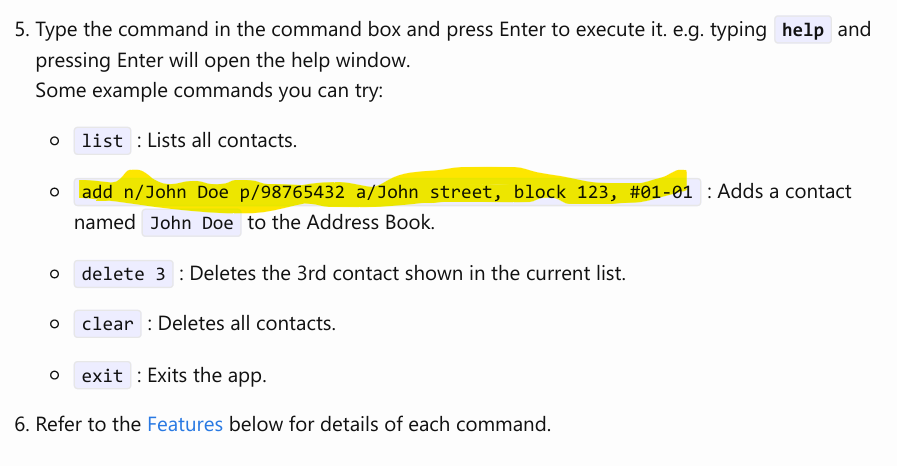 5. Type the command in the command box and press Enter to execute it. e.g. typing help and
pressing Enter will open the help window.
Some example commands you can try:
list : Lists all contacts.
add n/John Doe p/98765432 a/John street, block 123, #01-01 : Adds a contact
named John Doe to the Address Book.
delete 3 : Deletes the 3rd contact shown in the current list.
clear : Deletes all contacts.
exit : Exits the app.
6. Refer to the Features below for details of each command.